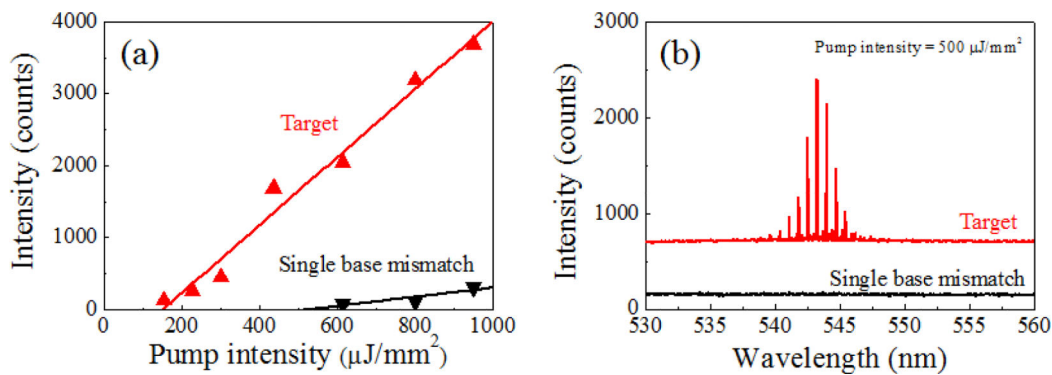 (a)
Intensity (counts)
4000
3000
2000
1000
0
Target
Single base mismatch
0 200 400 600 800 1000
Pump intensity (μJ/mm²)
(b)
Pump intensity = 500 μJ/mm²
Intensity (counts)
3000
2000
1000
0
Target
Single base mismatch
530 535 540 545 550 555 560
Wavelength (nm)